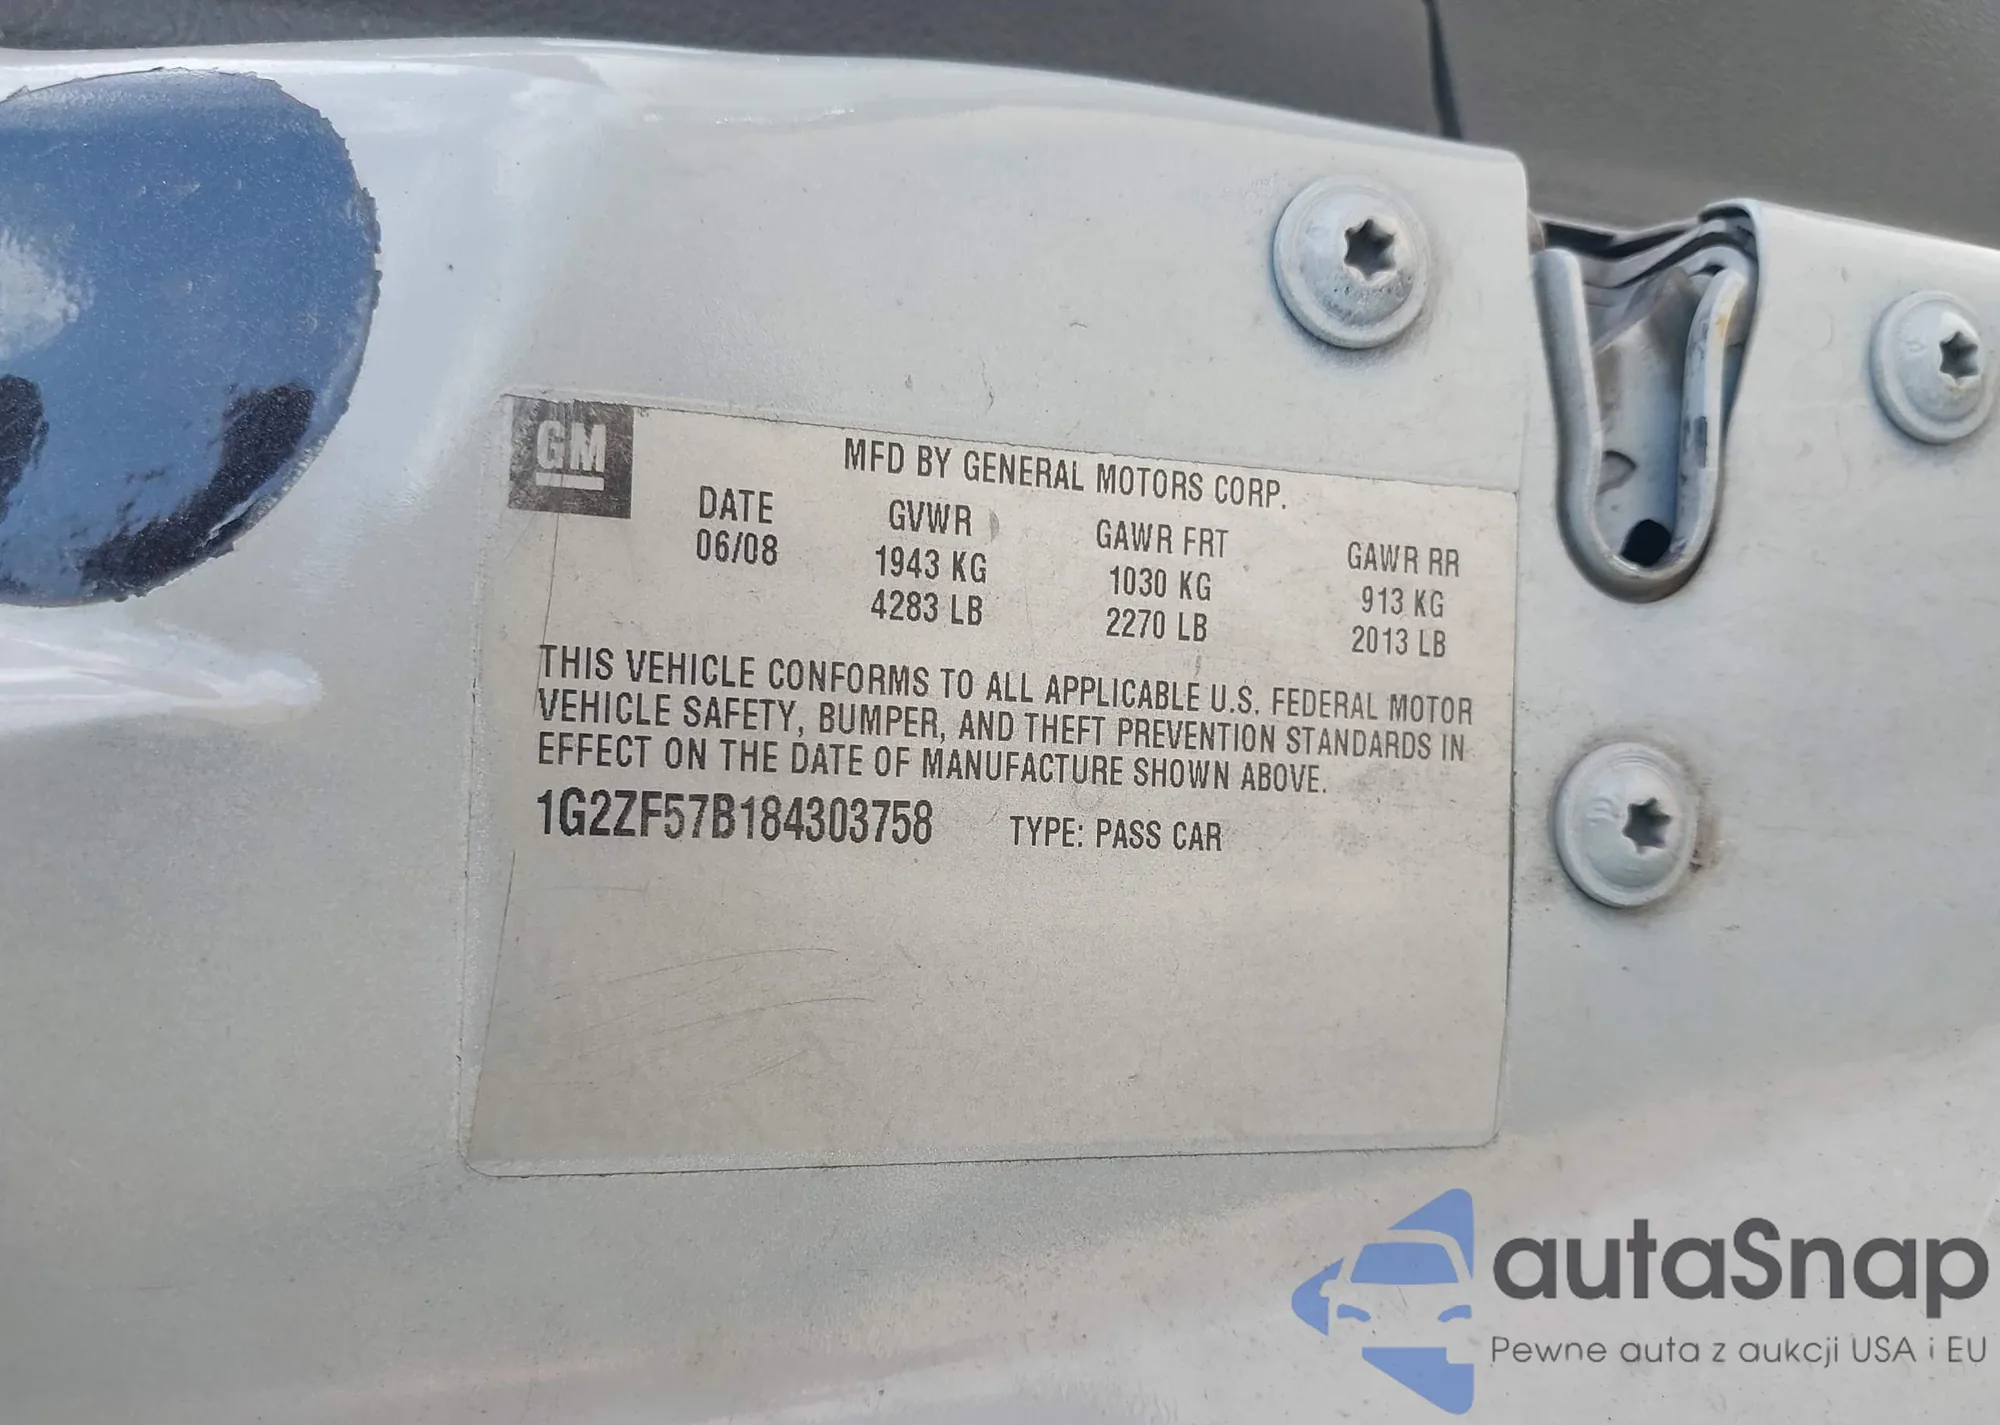 GM
MFD BY GENERAL MOTORS CORP.
DATE GVWR GAWR FRT GAWR RR
06/08 1943 KG 1030 KG 913 KG
4283 LB 2270 LB 2013 LB
THIS VEHICLE CONFORMS TO ALL APPLICABLE U.S. FEDERAL MOTOR
VEHICLE SAFETY, BUMPER, AND THEFT PREVENTION STANDARDS IN
EFFECT ON THE DATE OF MANUFACTURE SHOWN ABOVE.
1G2ZF57B184303758 TYPE: PASS CAR
autaSnap
Pewne auta z aukcji USA i EU